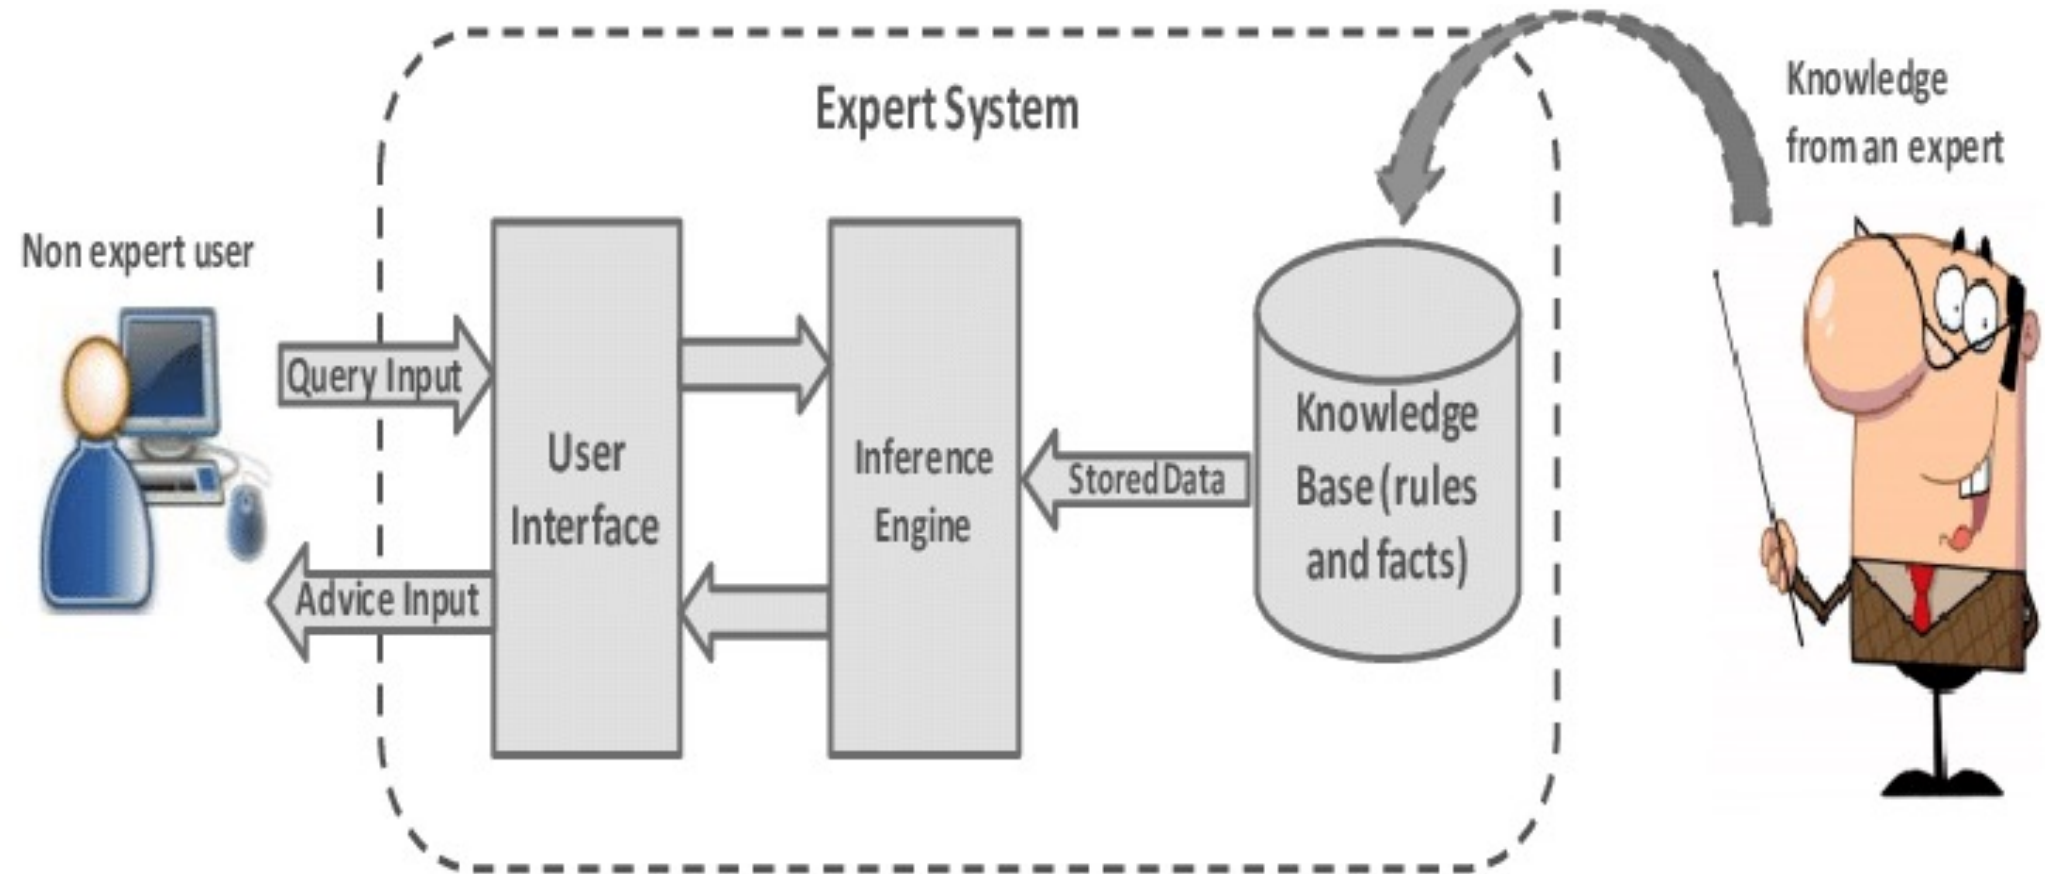 Expert System
Knowledge
from an expert
Non expert user
Query Input
User
Interface
Inference
Engine
Stored Data
Knowledge
Base (rules
and facts)
Advice Input